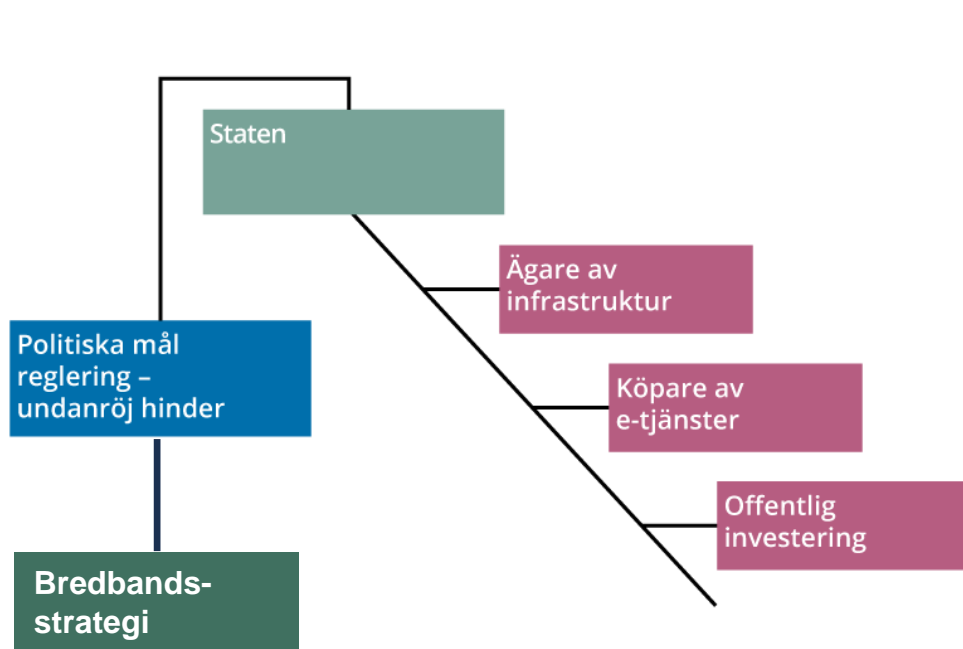 Staten
Ägare av
infrastruktur
Politiska mål
reglering –
undanröj hinder
Köpare av
e-tjänster
Offentlig
investering
Bredbands-
strategi